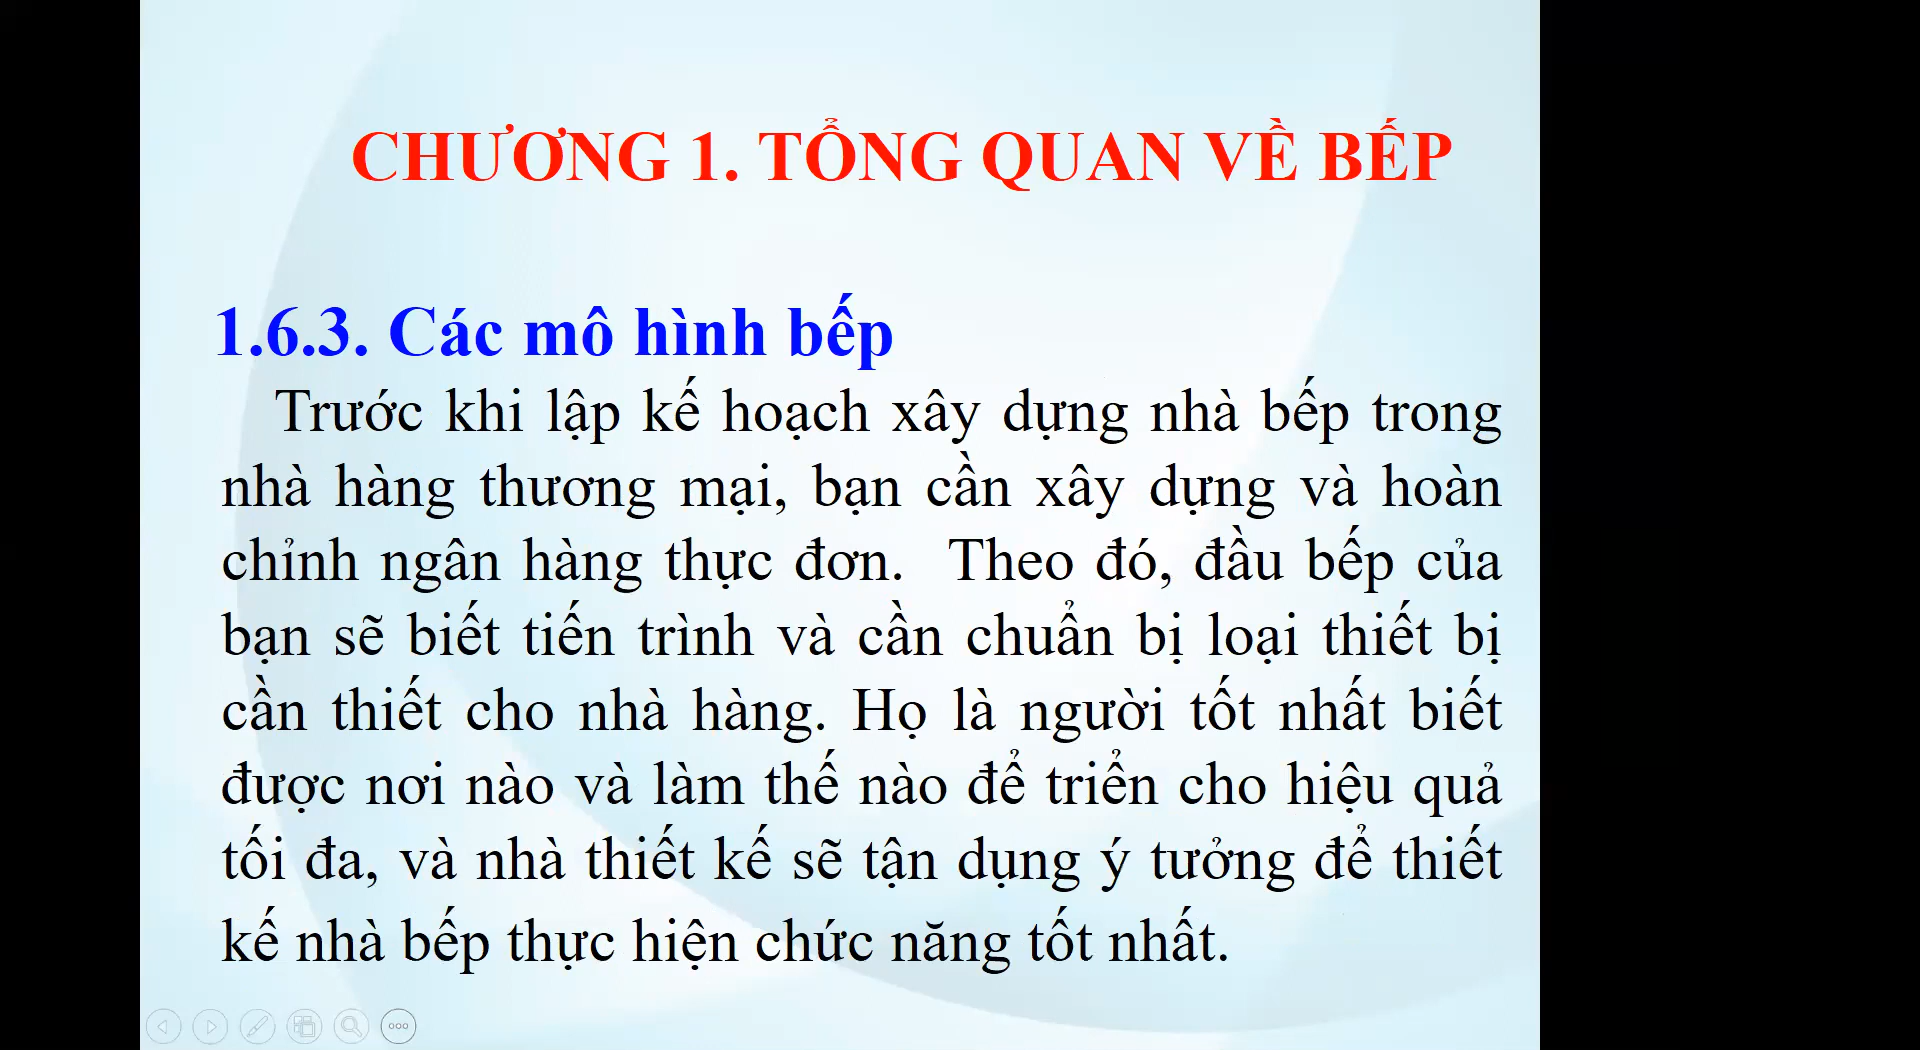 CHƯƠNG 1. TỔNG QUAN VỀ BẾP
1.6.3. Các mô hình bếp
Trước khi lập kế hoạch xây dựng nhà bếp trong
nhà hàng thương mại, bạn cần xây dựng và hoàn
chỉnh ngân hàng thực đơn. Theo đó, đầu bếp của
bạn sẽ biết tiến trình và cần chuẩn bị loại thiết bị
cần thiết cho nhà hàng. Họ là người tốt nhất biết
được nơi nào và làm thế nào để triển cho hiệu quả
tối đa, và nhà thiết kế sẽ tận dụng ý tưởng để thiết
kế nhà bếp thực hiện chức năng tốt nhất.